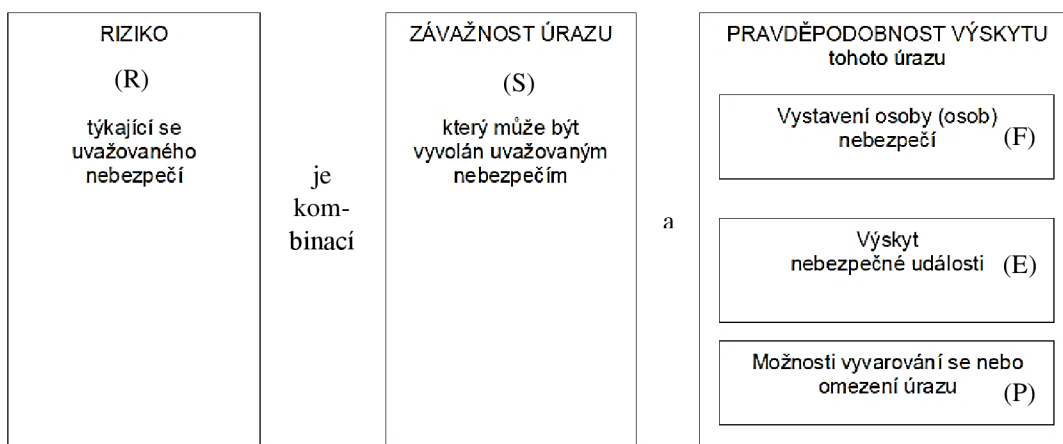 RIZIKO
(R)
týkající se
uvažovaného
nebezpečí
je
kom-
binací
ZÁVAŽNOST ÚRAZU
(S)
který může být
vyvolán uvažovaným
nebezpečím
a
PRAVDĚPODOBNOST VÝSKYTU
tohoto úrazu
Vystavení osoby (osob)
nebezpečí (F)
Výskyt
nebezpečné události (E)
Možnosti vyvarování se nebo
omezení úrazu (P)